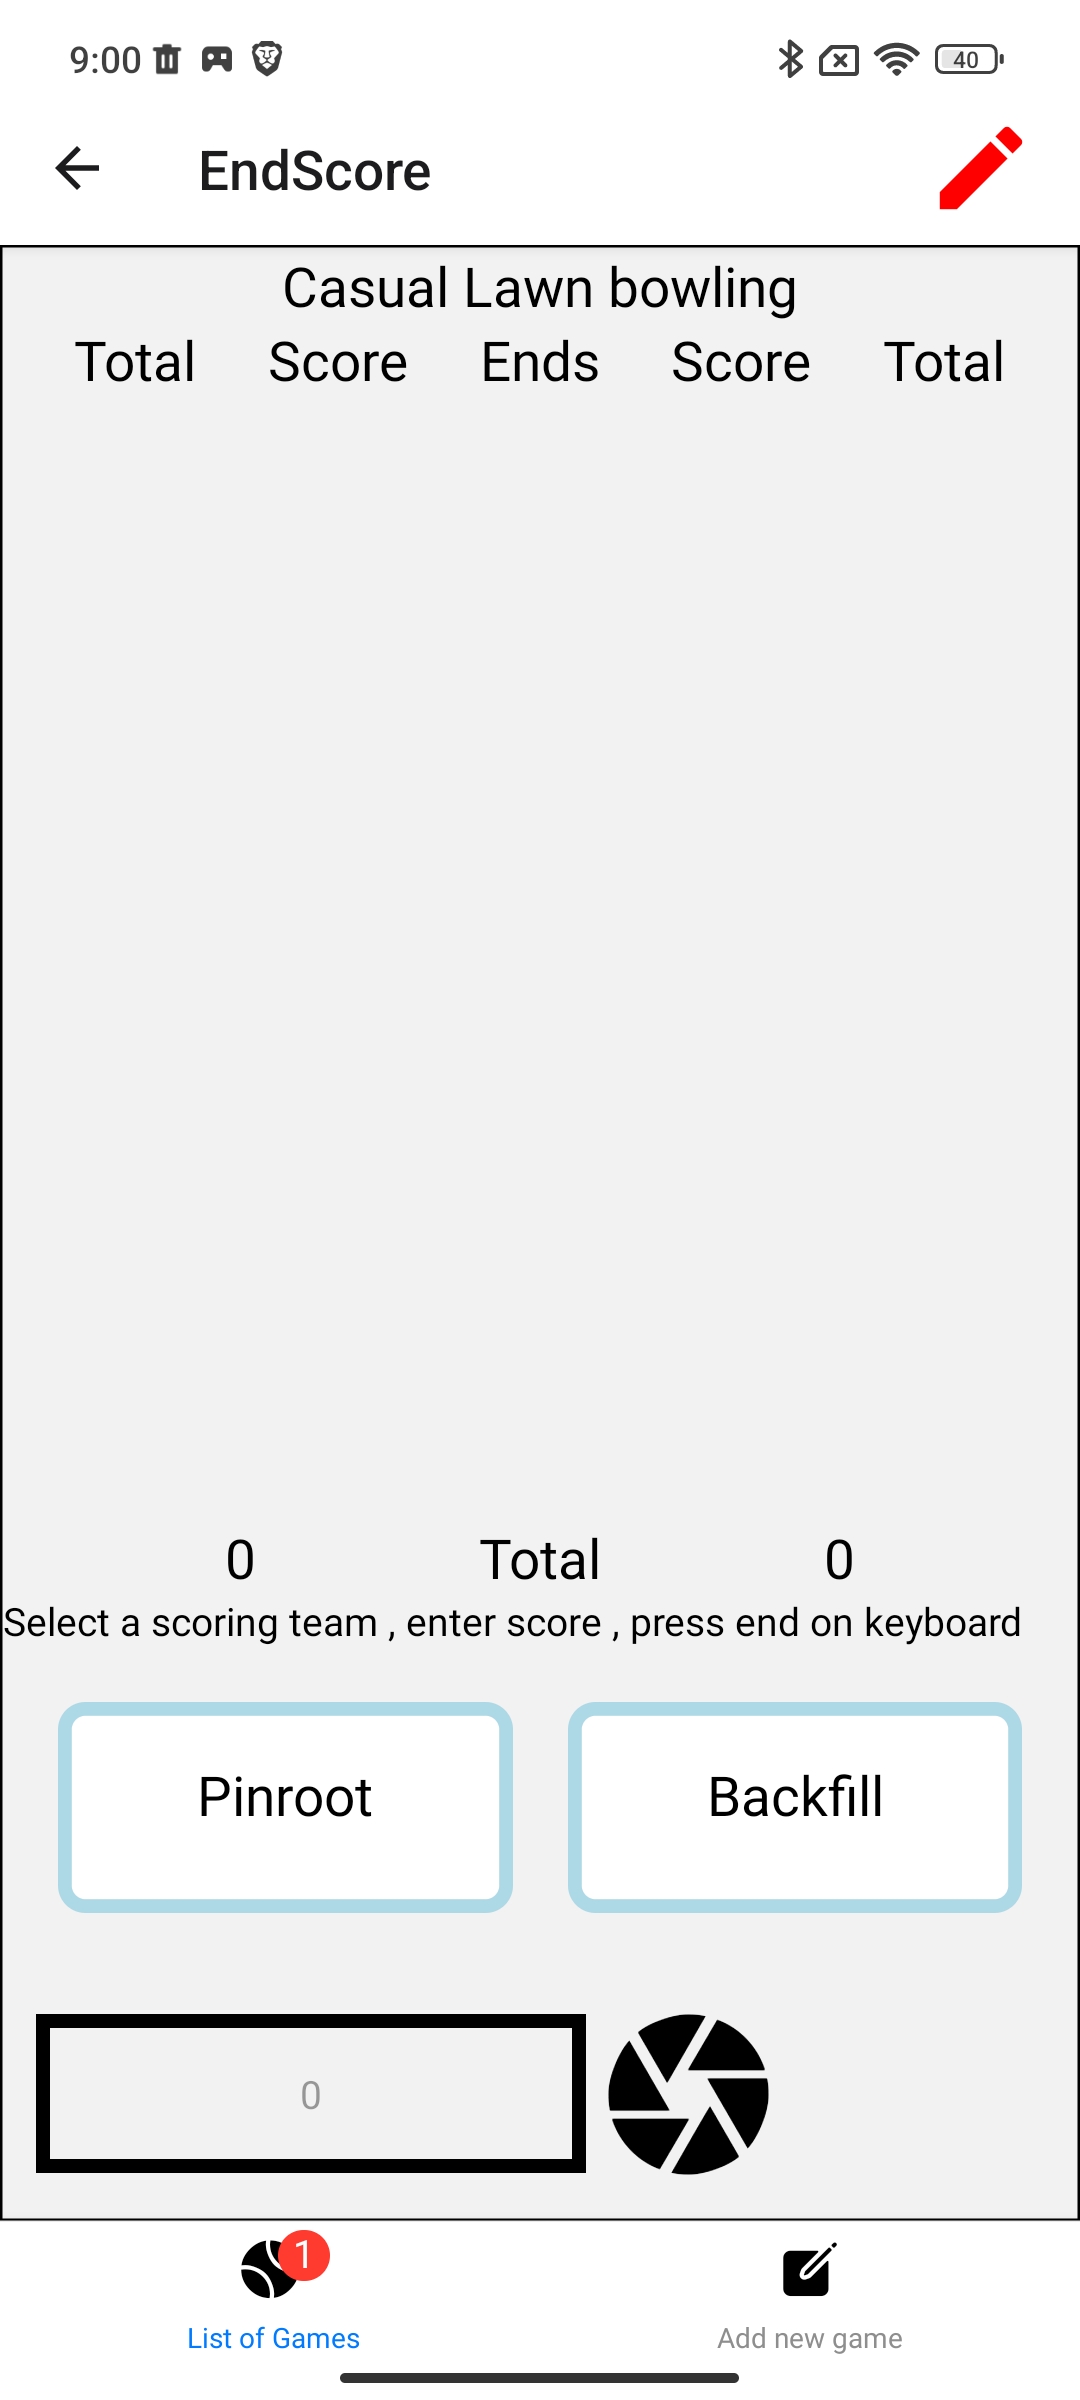 9:00 40
EndScore
Casual Lawn bowling
Total Score Ends Score Total
0 Total 0
Select a scoring team , enter score , press end on keyboard
Pinroot Backfill
0
1
List of Games Add new game